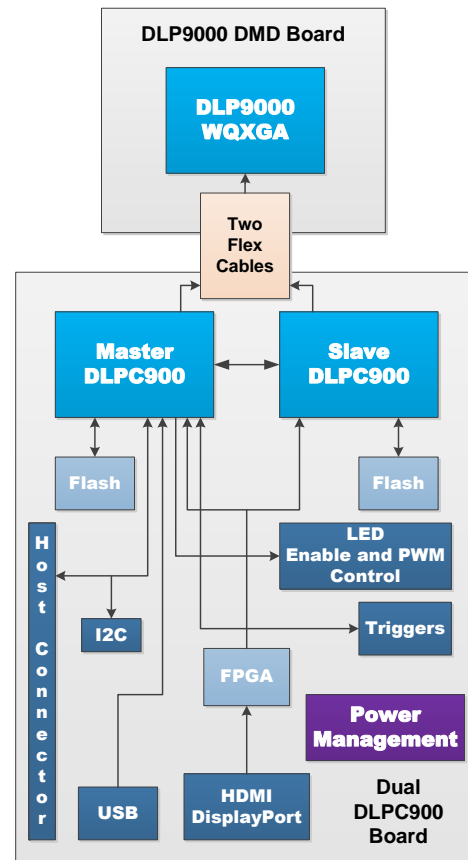 DLP9000 DMD Board
DLP9000
WQXGA
Two
Flex
Cables
Master
DLPC900
Slave
DLPC900
Flash
Flash
Host Connector
LED
Enable and PWM
Control
I2C
Triggers
FPGA
Power
Management
USB
HDMI
DisplayPort
Dual
DLPC900
Board